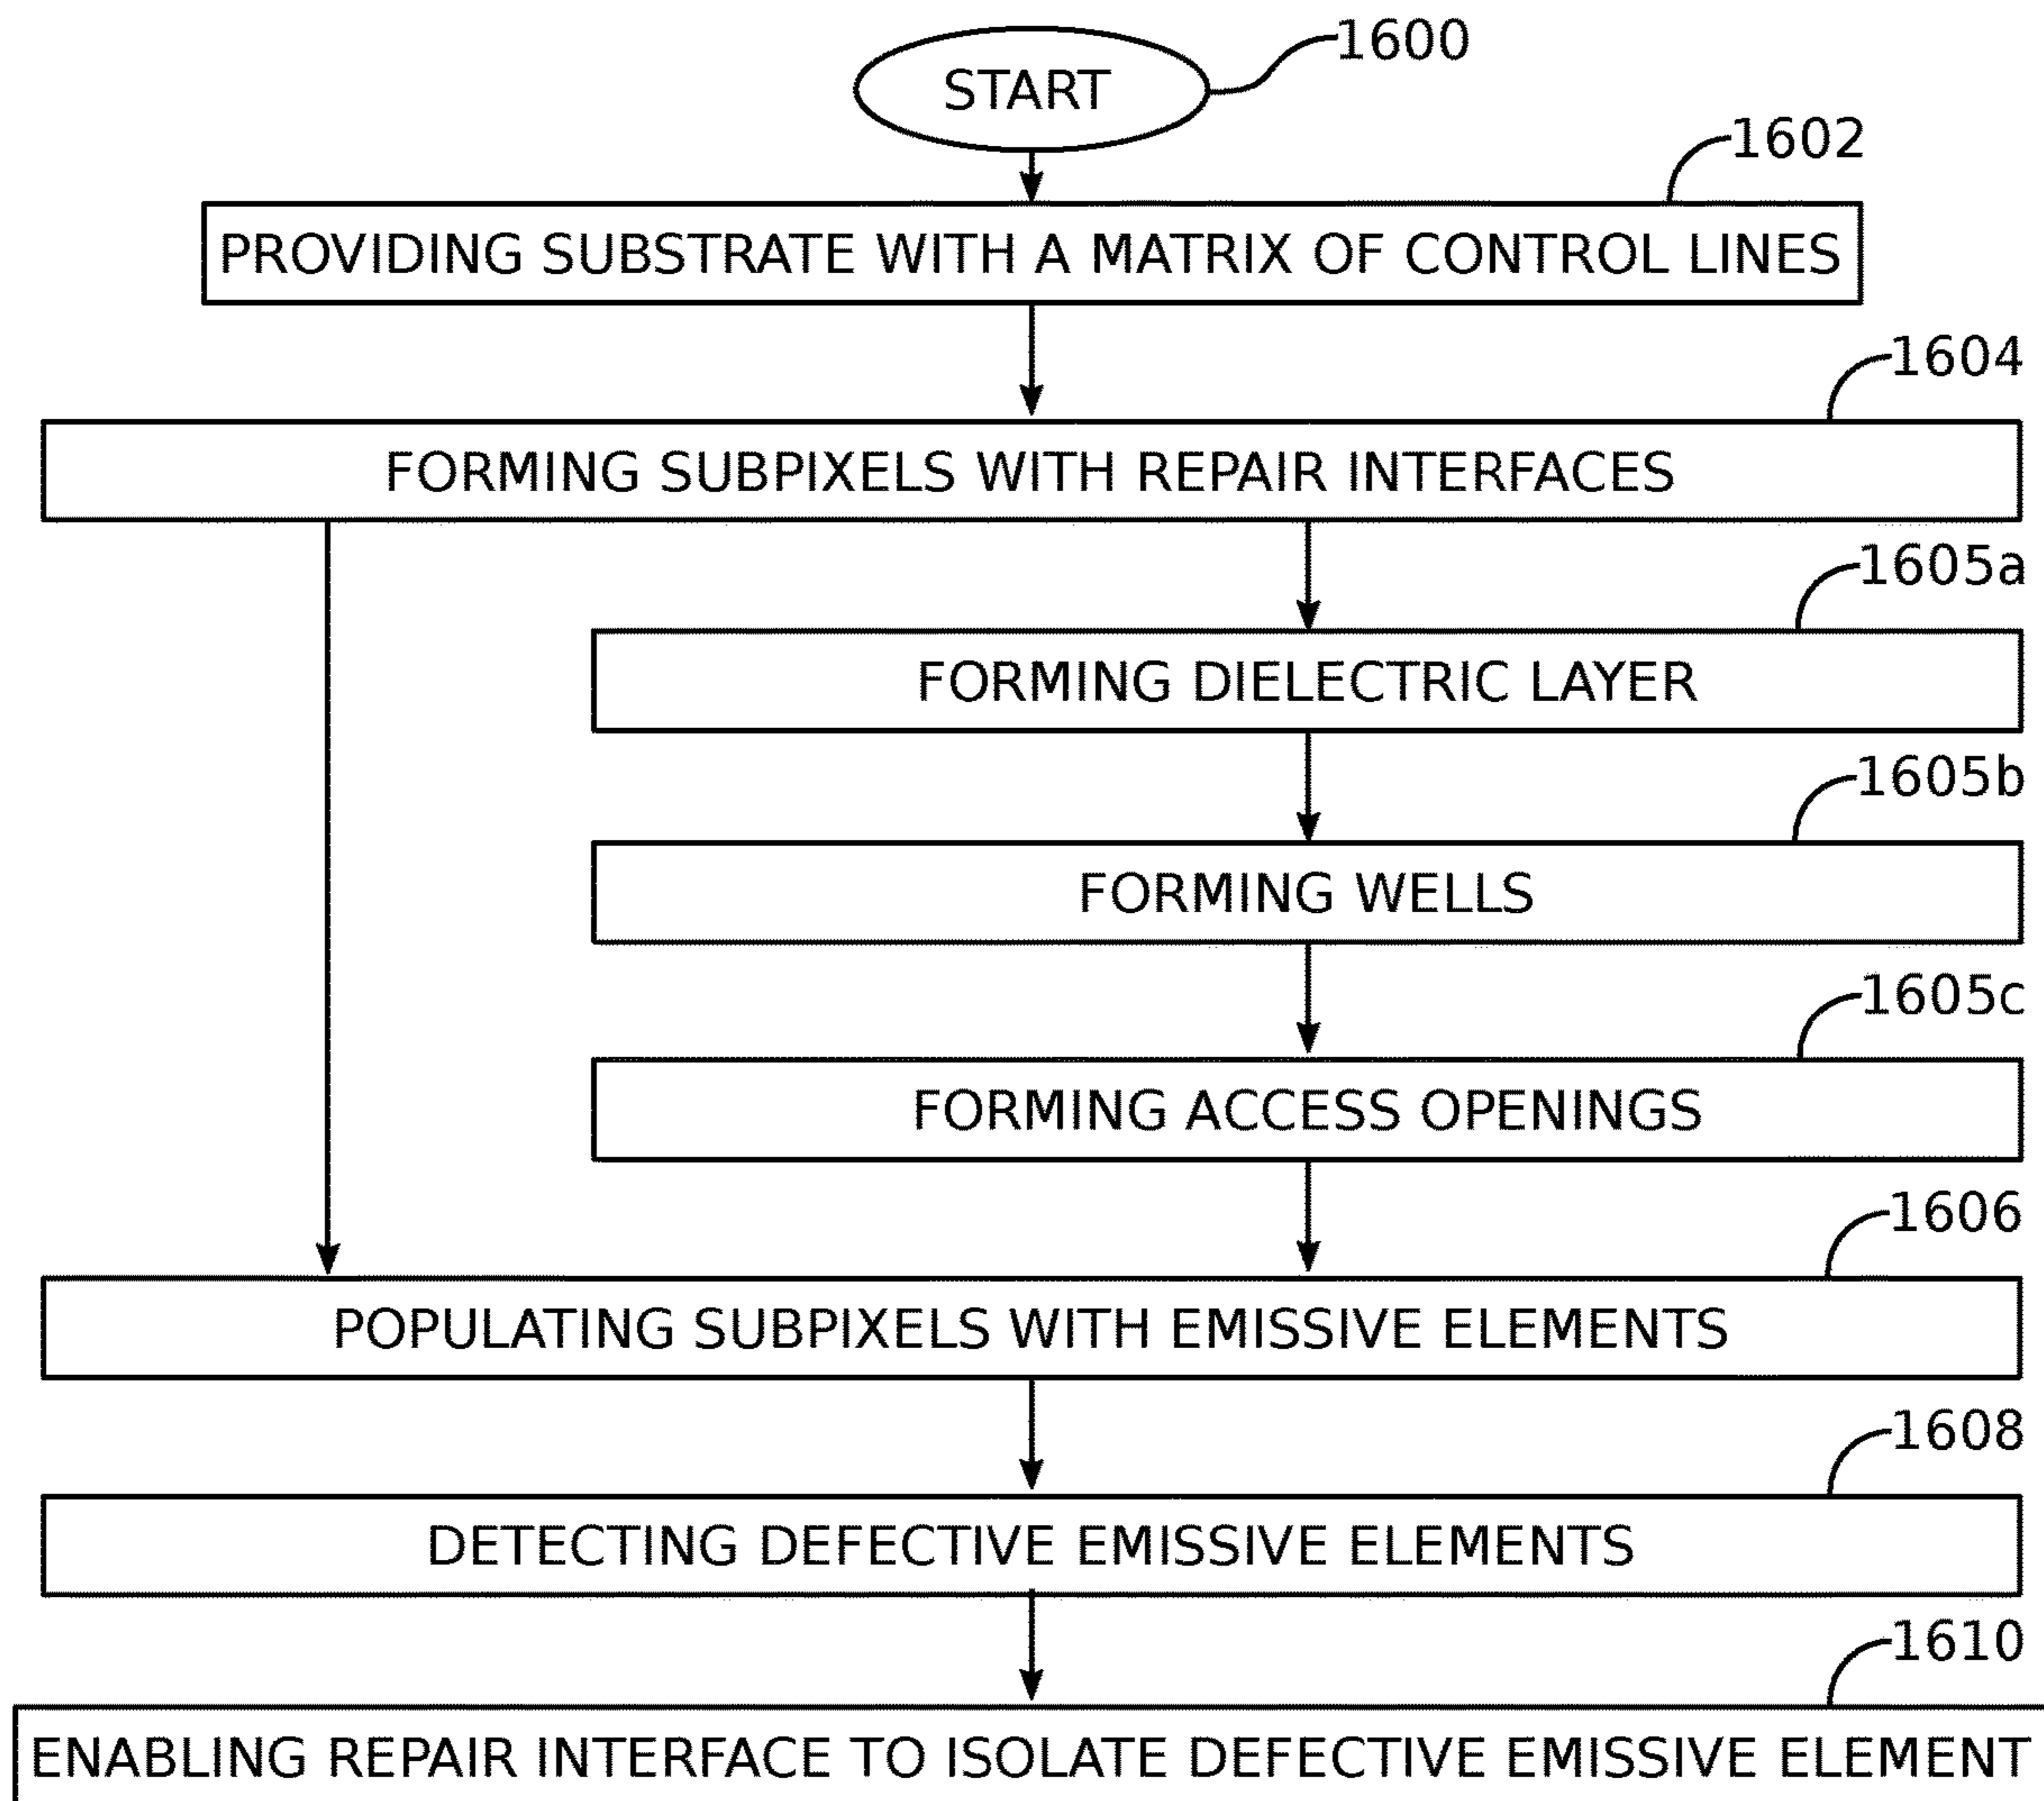 START
1600
1602
PROVIDING SUBSTRATE WITH A MATRIX OF CONTROL LINES
1604
FORMING SUBPIXELS WITH REPAIR INTERFACES
1605a
FORMING DIELECTRIC LAYER
1605b
FORMING WELLS
1605c
FORMING ACCESS OPENINGS
1606
POPULATING SUBPIXELS WITH EMISSIVE ELEMENTS
1608
DETECTING DEFECTIVE EMISSIVE ELEMENTS
1610
ENABLING REPAIR INTERFACE TO ISOLATE DEFECTIVE EMISSIVE ELEMENT